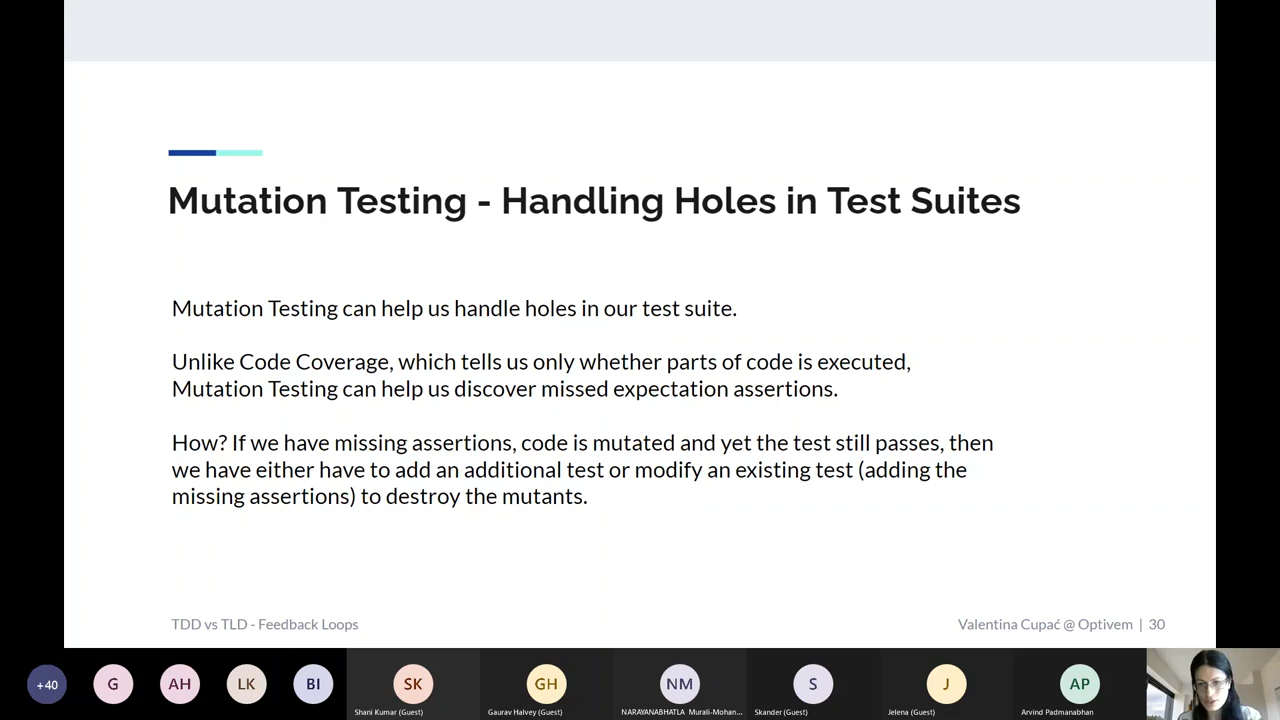 Mutation Testing - Handling Holes in Test Suites
Mutation Testing can help us handle holes in our test suite.
Unlike Code Coverage, which tells us only whether parts of code is executed,
Mutation Testing can help us discover missed expectation assertions.
How? If we have missing assertions, code is mutated and yet the test still passes, then
we have either have to add an additional test or modify an existing test (adding the
missing assertions) to destroy the mutants.
TDD vs TLD - Feedback Loops
Valentina Cupać @ Optivem | 30
+40
G
AH
LK
BI
SK
GH
NM
S
J
AP
Shani Kumar (Guest)
Gaurav Halvey (Guest)
NARAYANABHATLA Murali-Mohan...
Skander (Guest)
Jelena (Guest)
Arvind Padmanabhan